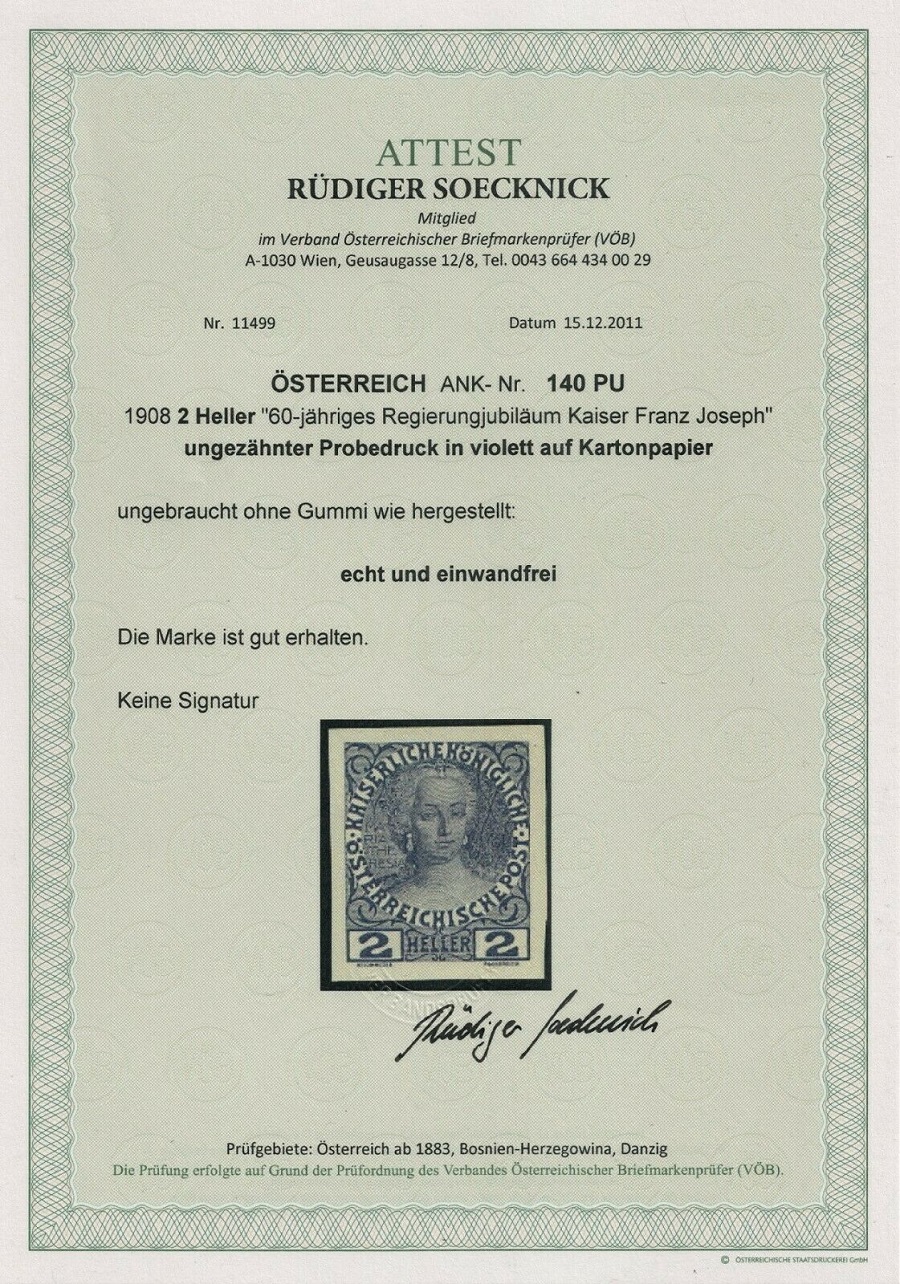 ATTEST
RÜDIGER SOECKNICK
Mitglied
im Verband Österreichischer Briefmarkenprüfer (VÖB)
A-1030 Wien, Geusaugasse 12/8, Tel. 0043 664 434 00 29
Nr. 11499 Datum 15.12.2011
ÖSTERREICH ANK- Nr. 140 PU
1908 2 Heller "60-jähriges Regierungjubiläum Kaiser Franz Joseph"
ungezähnter Probedruck in violett auf Kartonpapier
ungebraucht ohne Gummi wie hergestellt:
echt und einwandfrei
Die Marke ist gut erhalten.
Keine Signatur
KAISERLICHE KÖNIGLICHE
ÖSTERREICHISCHE POST
THE
RESIA
2 HELLER 2
Rüdiger Soecknick
Prüfgebiete: Österreich ab 1883, Bosnien-Herzegowina, Danzig
Die Prüfung erfolgte auf Grund der Prüfordnung des Verbandes Österreichischer Briefmarkenprüfer (VÖB).
© ÖSTERREICHISCHE STAATSDRUCKEREI GmbH